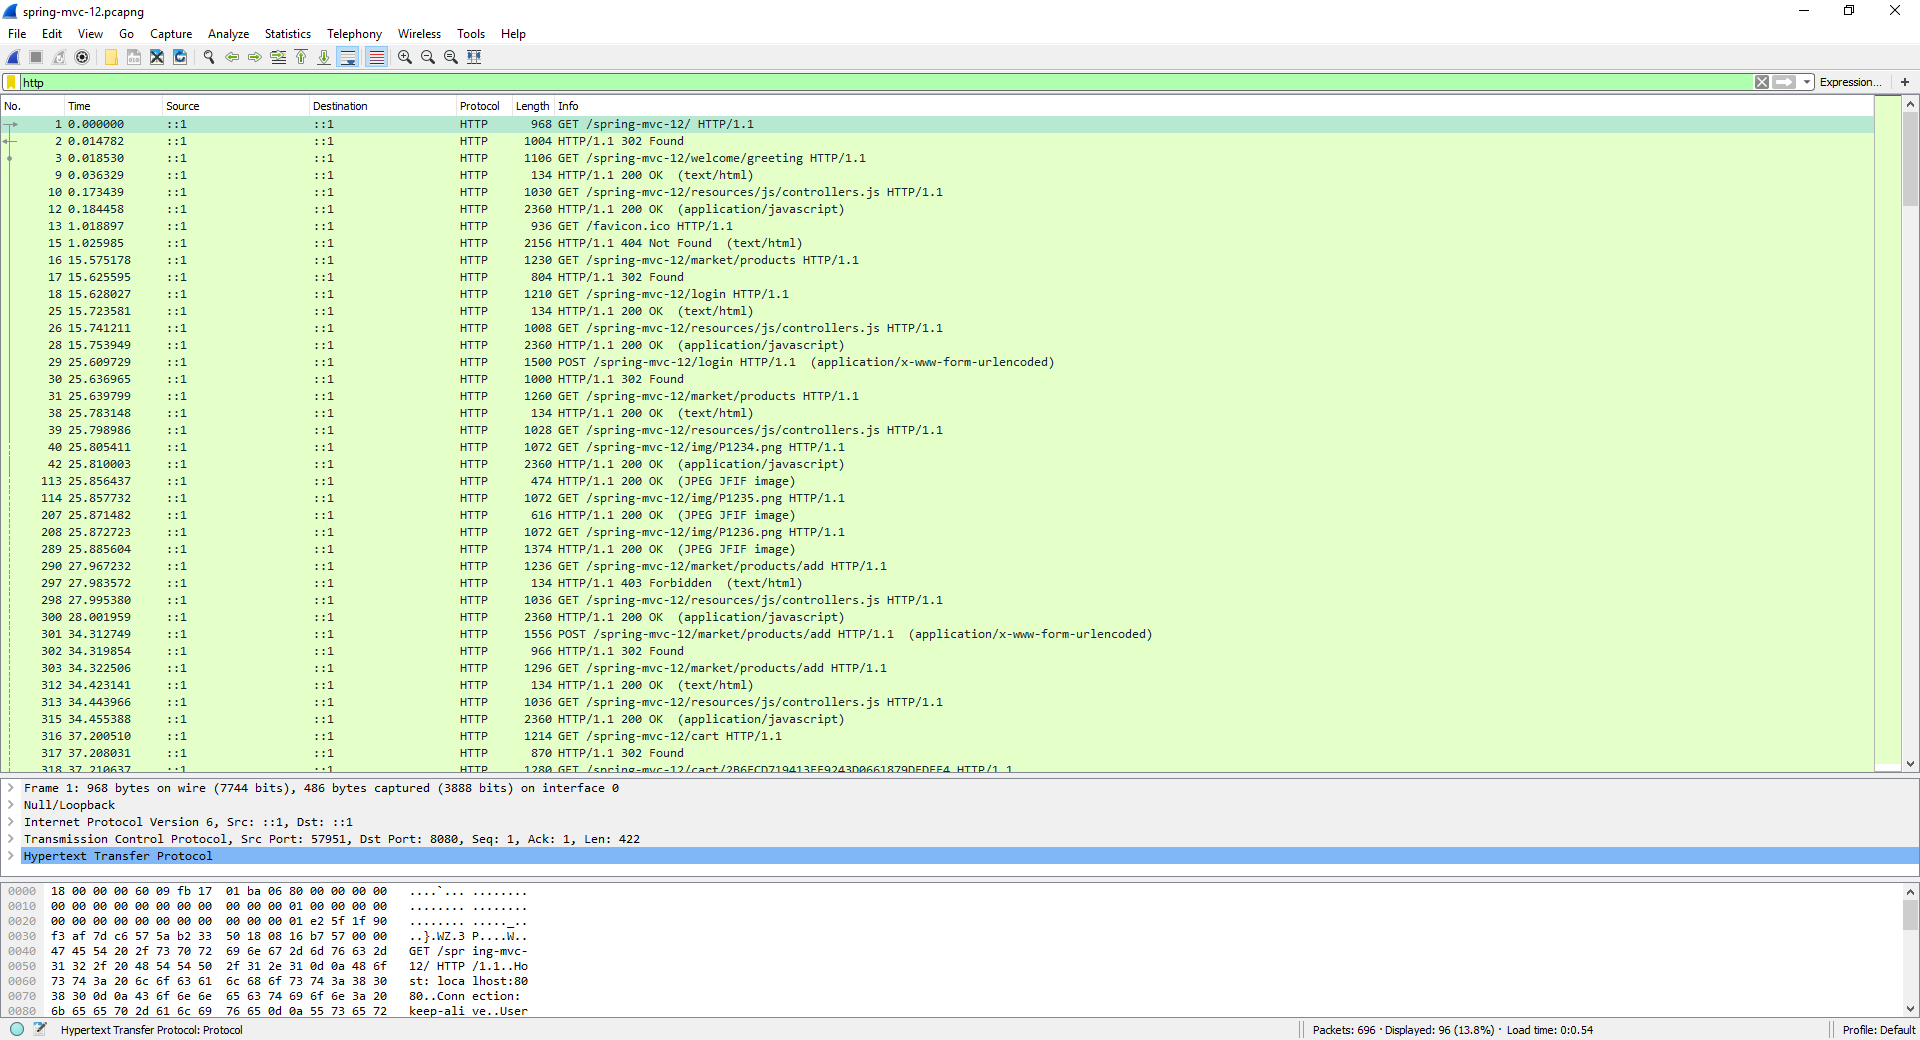 spring-mvc-12.pcapng
File Edit View Go Capture Analyze Statistics Telephony Wireless Tools Help
http Expression... +
No. Time Source Destination Protocol Length Info
1 0.000000 ::1 ::1 HTTP 968 GET /spring-mvc-12/ HTTP/1.1
2 0.014782 ::1 ::1 HTTP 1004 HTTP/1.1 302 Found
3 0.018530 ::1 ::1 HTTP 1106 GET /spring-mvc-12/welcome/greeting HTTP/1.1
9 0.036329 ::1 ::1 HTTP 134 HTTP/1.1 200 OK (text/html)
10 0.173439 ::1 ::1 HTTP 1030 GET /spring-mvc-12/resources/js/controllers.js HTTP/1.1
12 0.184458 ::1 ::1 HTTP 2360 HTTP/1.1 200 OK (application/javascript)
13 1.018897 ::1 ::1 HTTP 936 GET /favicon.ico HTTP/1.1
15 1.025985 ::1 ::1 HTTP 2156 HTTP/1.1 404 Not Found (text/html)
16 15.575178 ::1 ::1 HTTP 1230 GET /spring-mvc-12/market/products HTTP/1.1
17 15.625595 ::1 ::1 HTTP 804 HTTP/1.1 302 Found
18 15.628027 ::1 ::1 HTTP 1210 GET /spring-mvc-12/login HTTP/1.1
25 15.723581 ::1 ::1 HTTP 134 HTTP/1.1 200 OK (text/html)
26 15.741211 ::1 ::1 HTTP 1008 GET /spring-mvc-12/resources/js/controllers.js HTTP/1.1
28 15.753949 ::1 ::1 HTTP 2360 HTTP/1.1 200 OK (application/javascript)
29 25.609729 ::1 ::1 HTTP 1500 POST /spring-mvc-12/login HTTP/1.1 (application/x-www-form-urlencoded)
30 25.636965 ::1 ::1 HTTP 1000 HTTP/1.1 302 Found
31 25.639799 ::1 ::1 HTTP 1260 GET /spring-mvc-12/market/products HTTP/1.1
38 25.783148 ::1 ::1 HTTP 134 HTTP/1.1 200 OK (text/html)
39 25.798986 ::1 ::1 HTTP 1028 GET /spring-mvc-12/resources/js/controllers.js HTTP/1.1
40 25.805411 ::1 ::1 HTTP 1072 GET /spring-mvc-12/img/P1234.png HTTP/1.1
42 25.810003 ::1 ::1 HTTP 2360 HTTP/1.1 200 OK (application/javascript)
113 25.856437 ::1 ::1 HTTP 474 HTTP/1.1 200 OK (JPEG JFIF image)
114 25.857732 ::1 ::1 HTTP 1072 GET /spring-mvc-12/img/P1235.png HTTP/1.1
207 25.871482 ::1 ::1 HTTP 616 HTTP/1.1 200 OK (JPEG JFIF image)
208 25.872723 ::1 ::1 HTTP 1072 GET /spring-mvc-12/img/P1236.png HTTP/1.1
289 25.885604 ::1 ::1 HTTP 1374 HTTP/1.1 200 OK (JPEG JFIF image)
290 27.967232 ::1 ::1 HTTP 1236 GET /spring-mvc-12/market/products/add HTTP/1.1
297 27.983572 ::1 ::1 HTTP 134 HTTP/1.1 403 Forbidden (text/html)
298 27.995380 ::1 ::1 HTTP 1036 GET /spring-mvc-12/resources/js/controllers.js HTTP/1.1
300 28.001959 ::1 ::1 HTTP 2360 HTTP/1.1 200 OK (application/javascript)
301 34.312749 ::1 ::1 HTTP 1556 POST /spring-mvc-12/market/products/add HTTP/1.1 (application/x-www-form-urlencoded)
302 34.319854 ::1 ::1 HTTP 966 HTTP/1.1 302 Found
303 34.322506 ::1 ::1 HTTP 1296 GET /spring-mvc-12/market/products/add HTTP/1.1
312 34.423141 ::1 ::1 HTTP 134 HTTP/1.1 200 OK (text/html)
313 34.443966 ::1 ::1 HTTP 1036 GET /spring-mvc-12/resources/js/controllers.js HTTP/1.1
315 34.455388 ::1 ::1 HTTP 2360 HTTP/1.1 200 OK (application/javascript)
316 37.200510 ::1 ::1 HTTP 1214 GET /spring-mvc-12/cart HTTP/1.1
317 37.208031 ::1 ::1 HTTP 870 HTTP/1.1 302 Found
318 37.210637 ::1 ::1 HTTP 1280 GET HTTP/1.1
Frame 1: 968 bytes on wire (7744 bits), 486 bytes captured (3888 bits) on interface 0
Null/Loopback
Internet Protocol Version 6, Src: ::1, Dst: ::1
Transmission Control Protocol, Src Port: 57951, Dst Port: 8080, Seq: 1, Ack: 1, Len: 422
Hypertext Transfer Protocol
0000 18 00 00 00 60 09 fb 17 01 ba 06 80 00 00 00 00 ....`... ........
0010 00 00 00 00 00 00 00 00 00 00 00 01 00 00 00 00 ........ ........
0020 00 00 00 00 00 00 00 00 00 00 00 01 e2 5f 1f 90 ........ ....._..
0030 f3 af 7d c6 57 5a b2 33 50 18 08 16 b7 57 00 00 ..}.WZ.3 P....W..
0040 47 45 54 20 2f 73 70 72 69 6e 67 2d 6d 76 63 2d GET /spr ing-mvc-
0050 31 32 2f 20 48 54 54 50 2f 31 2e 31 0d 0a 48 6f 12/ HTTP /1.1..Ho
0060 73 74 3a 20 6c 6f 63 61 6c 68 6f 73 74 3a 38 30 st: loca lhost:80
0070 38 30 0d 0a 43 6f 6e 6e 65 63 74 69 6f 6e 3a 20 80..Conn ection:
0080 6b 65 65 70 2d 61 6c 69 76 65 0d 0a 55 73 65 72 keep-ali ve..User
Hypertext Transfer Protocol: Protocol Packets: 696 · Displayed: 96 (13.8%) · Load time: 0:0.54 Profile: Default